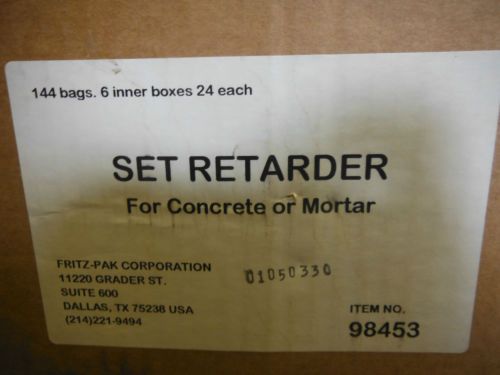 144 bags. 6 inner boxes 24 each
SET RETARDER
For Concrete or Mortar
FRITZ-PAK CORPORATION
11220 GRADER ST.
SUITE 600
DALLAS, TX 75238 USA
(214)221-9494
01050330
ITEM NO.
98453